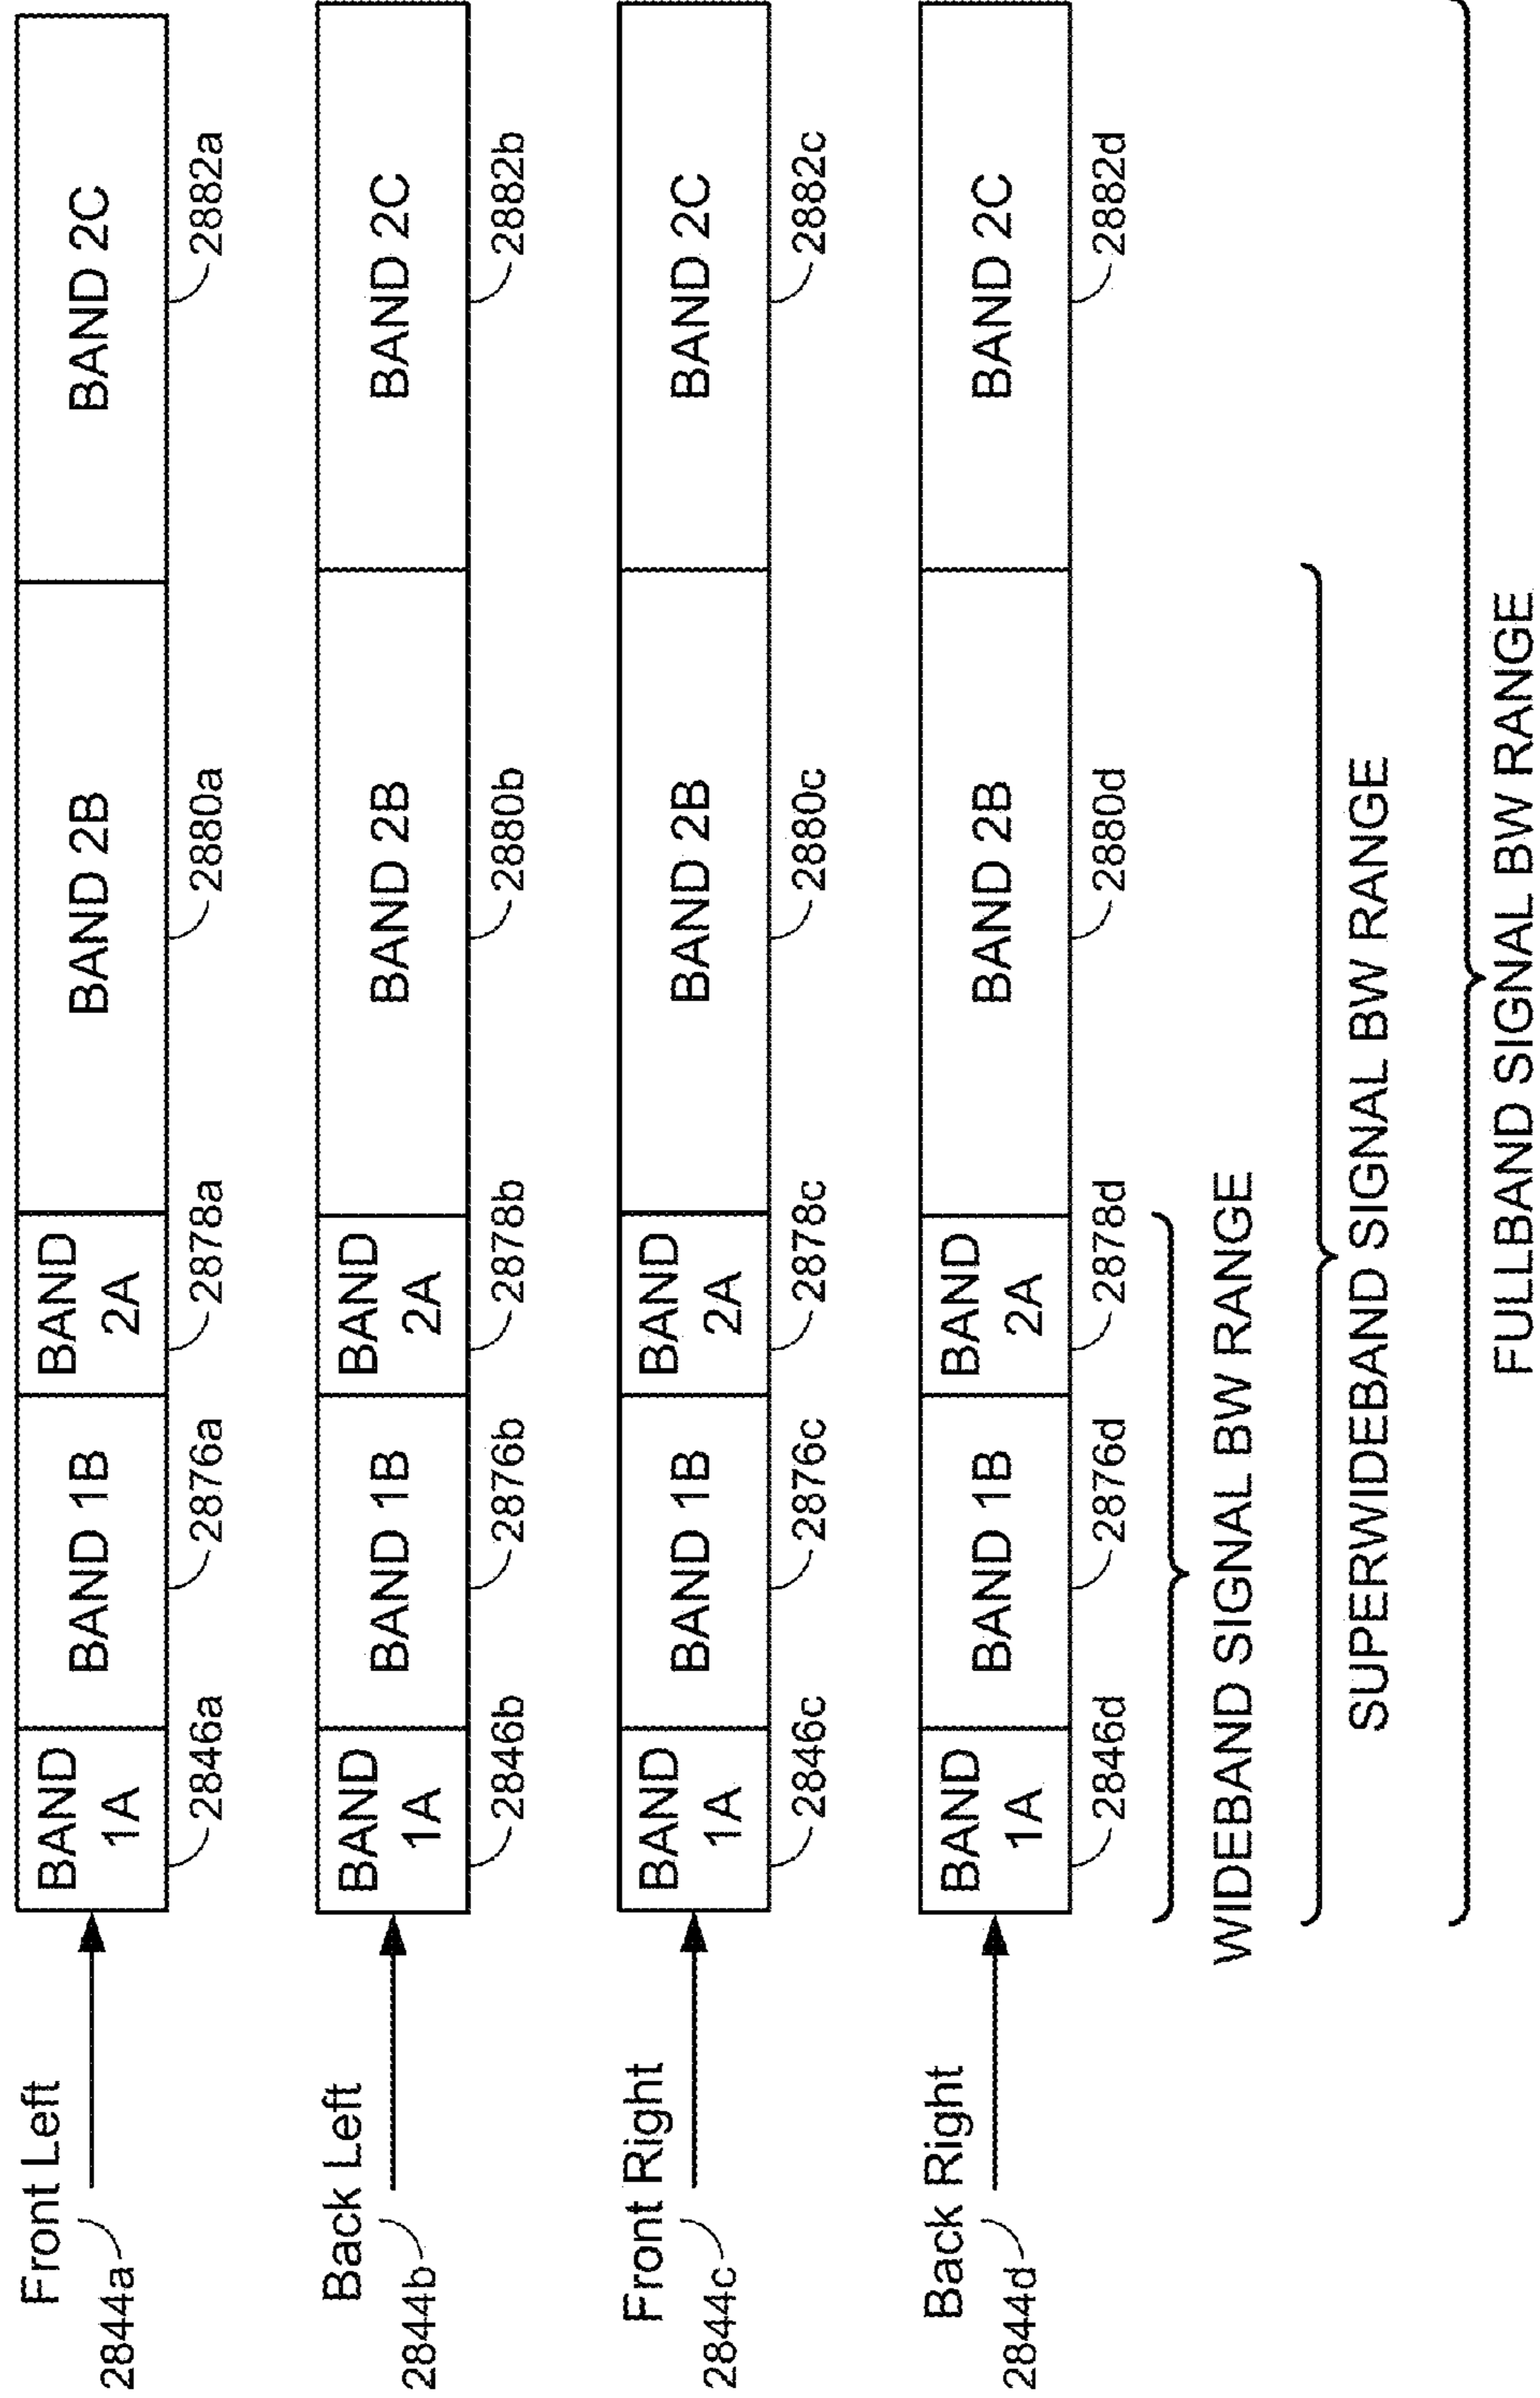 Front Left
2844a
BAND
1A
BAND 1B
BAND
2A
BAND 2B
BAND 2C
2846a
2876a
2878a
2880a
2882a
Back Left
2844b
BAND
1A
BAND 1B
BAND
2A
BAND 2B
BAND 2C
2846b
2876b
2878b
2880b
2882b
Front Right
2844c
BAND
1A
BAND 1B
BAND
2A
BAND 2B
BAND 2C
2846c
2876c
2878c
2880c
2882c
Back Right
2844d
BAND
1A
BAND 1B
BAND
2A
BAND 2B
BAND 2C
2846d
2876d
2878d
2880d
2882d
WIDEBAND SIGNAL BW RANGE
SUPERWIDEBAND SIGNAL BW RANGE
FULLBAND SIGNAL BW RANGE